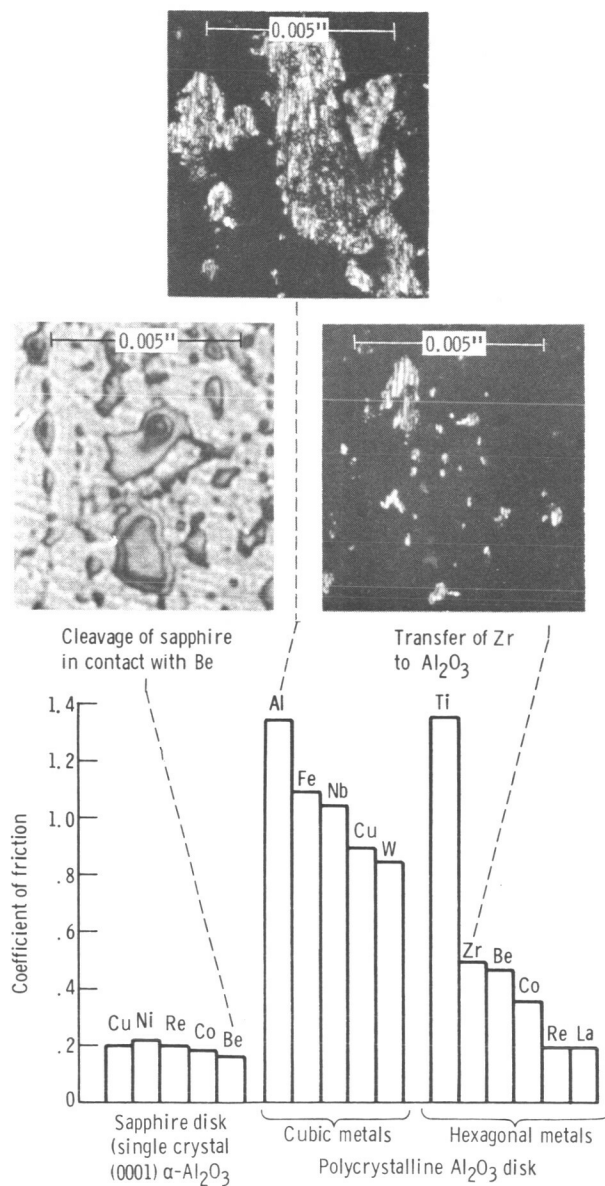 0.005"
0.005"
0.005"
Cleavage of sapphire
in contact with Be
Transfer of Zr
to Al₂O₃
Coefficient of friction
1.4
1.2
1.0
.8
.6
.4
.2
0
Cu Ni Re Co Be
Al
Fe
Nb
Cu
W
Ti
Zr
Be
Co
Re La
Sapphire disk
(single crystal
(0001) α-Al₂O₃
Cubic metals
Hexagonal metals
Polycrystalline Al₂O₃ disk